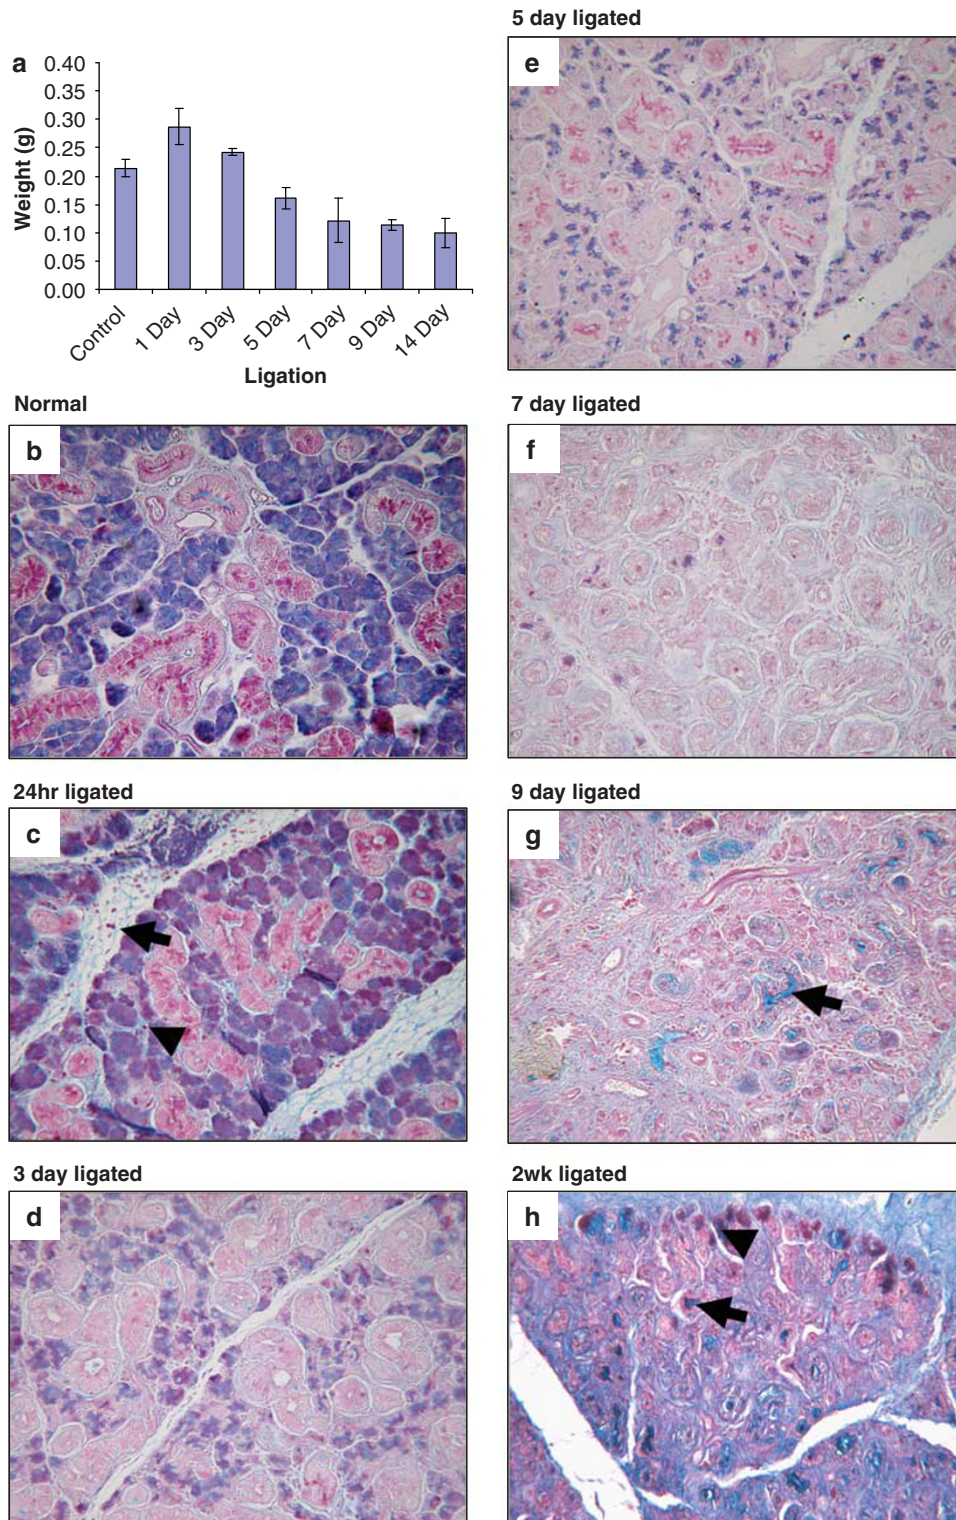 a
Weight (g)
0.40
0.35
0.30
0.25
0.20
0.15
0.10
0.05
0.00
Control
1 Day
3 Day
5 Day
7 Day
9 Day
14 Day
Ligation
Normal
b
24hr ligated
c
3 day ligated
d
5 day ligated
e
7 day ligated
f
9 day ligated
g
2wk ligated
h